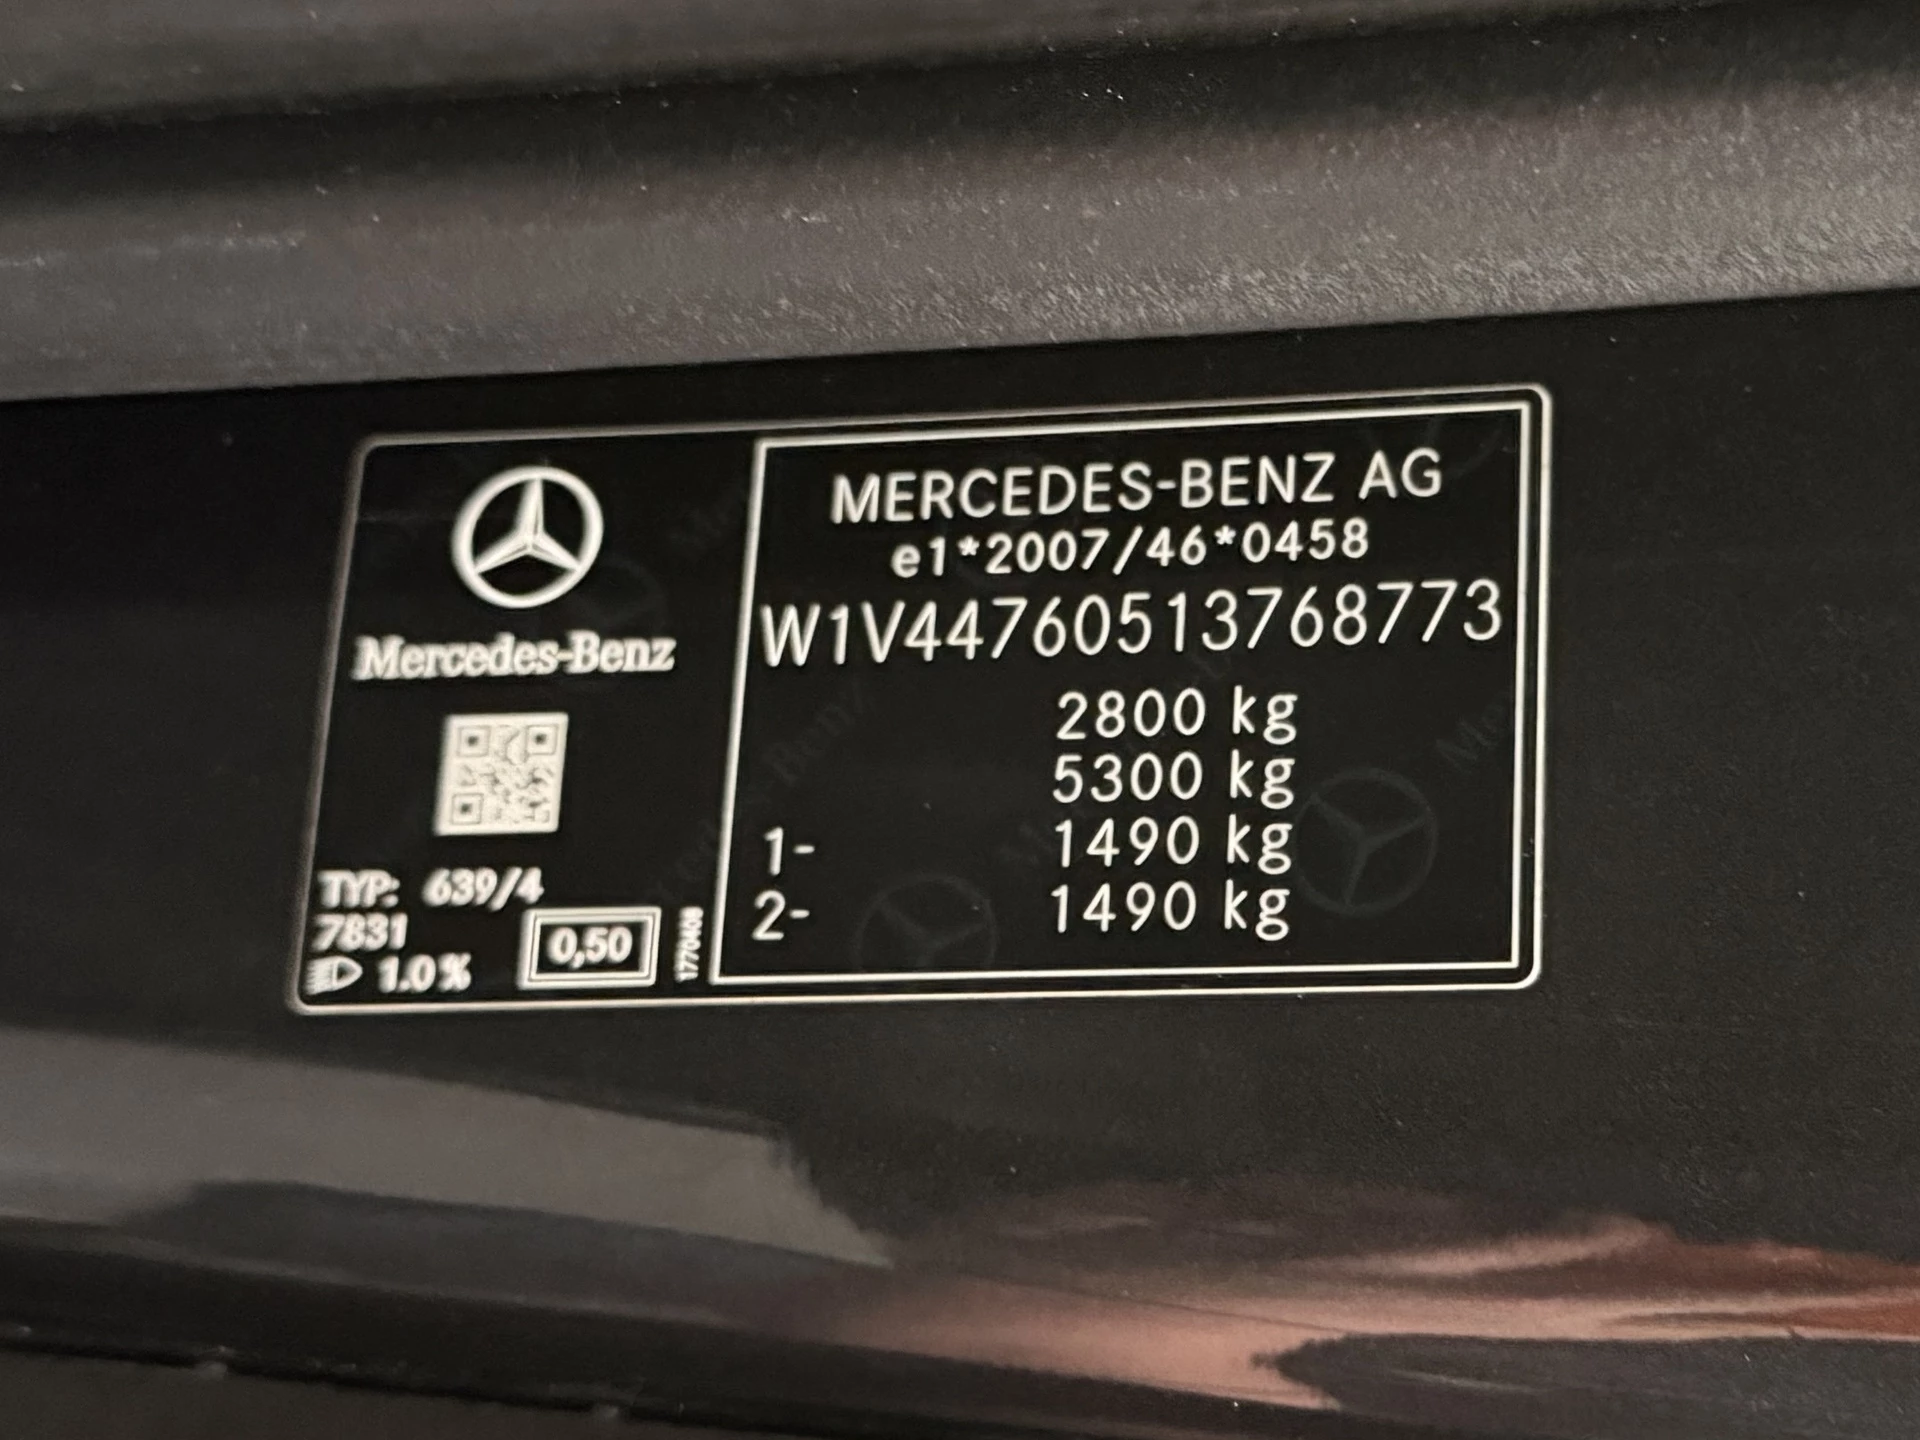 Mercedes-Benz
TYP: 639/4
7831
1.0%
0,50
1770408
MERCEDES-BENZ AG
e1*2007/46*0458
W1V44760513768773
2800 kg
5300 kg
1- 1490 kg
2- 1490 kg